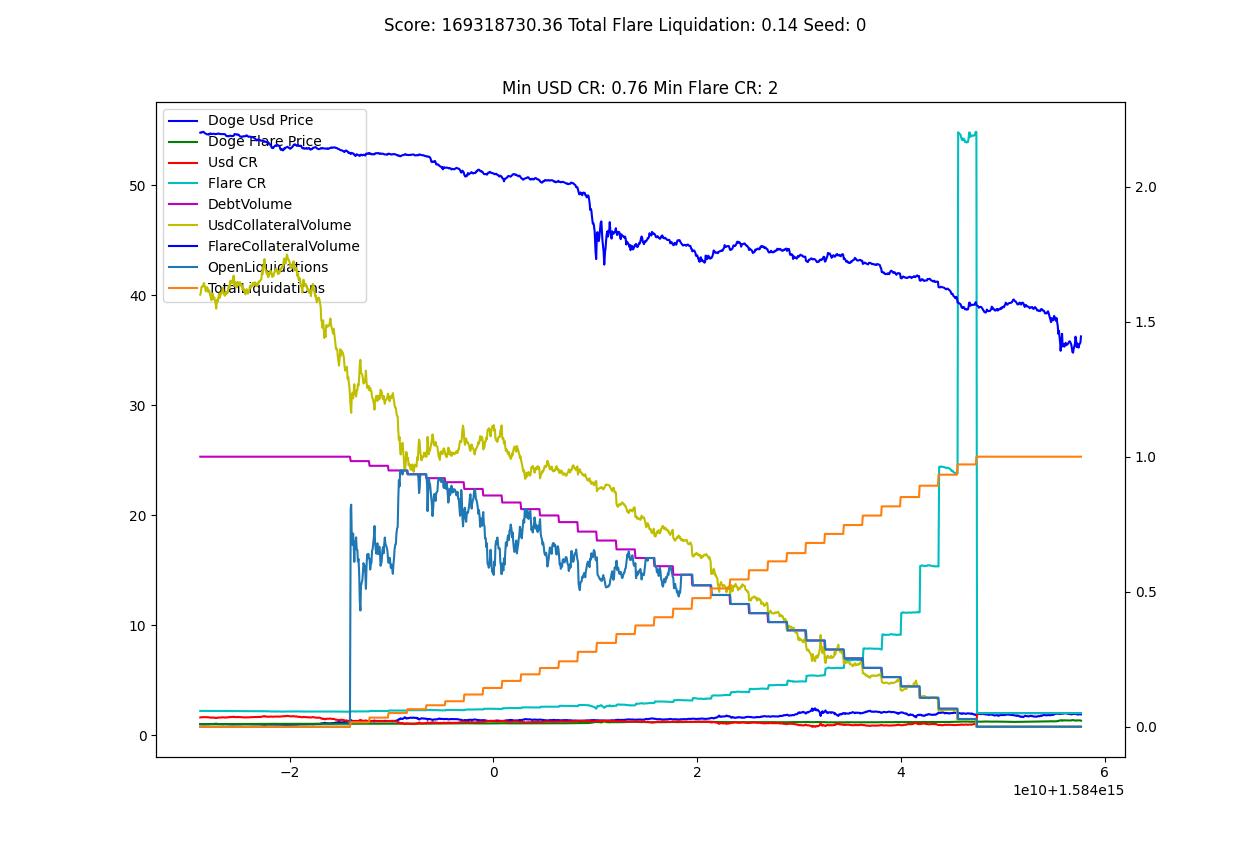 Score: 169318730.36 Total Flare Liquidation: 0.14 Seed: 0
Min USD CR: 0.76 Min Flare CR: 2
Doge Usd Price
Doge Flare Price
Usd CR
Flare CR
DebtVolume
UsdCollateralVolume
FlareCollateralVolume
OpenLiquidations
TotalLiquidations
50
40
30
20
10
0
2.0
1.5
1.0
0.5
0.0
−2
0
2
4
6
1e10+1.584e15